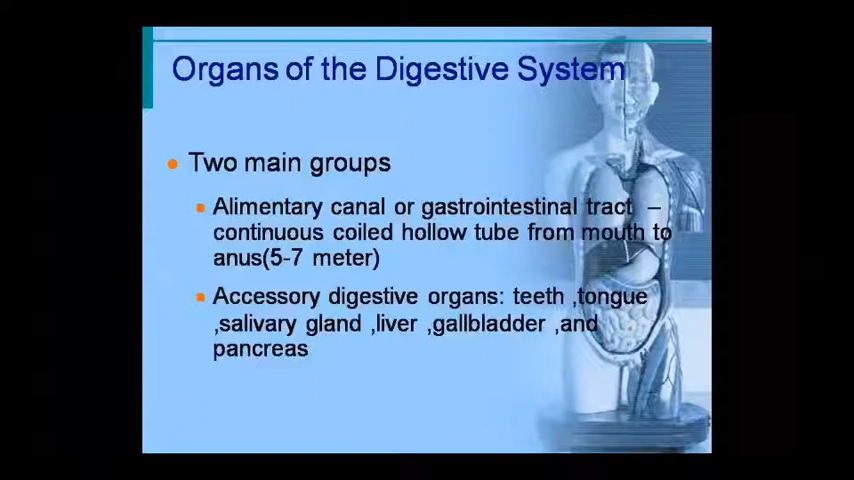 Organs of the Digestive System
Two main groups
Alimentary canal or gastrointestinal tract –
continuous coiled hollow tube from mouth to
anus(5-7 meter)
Accessory digestive organs: teeth ,tongue
,salivary gland ,liver ,gallbladder ,and
pancreas